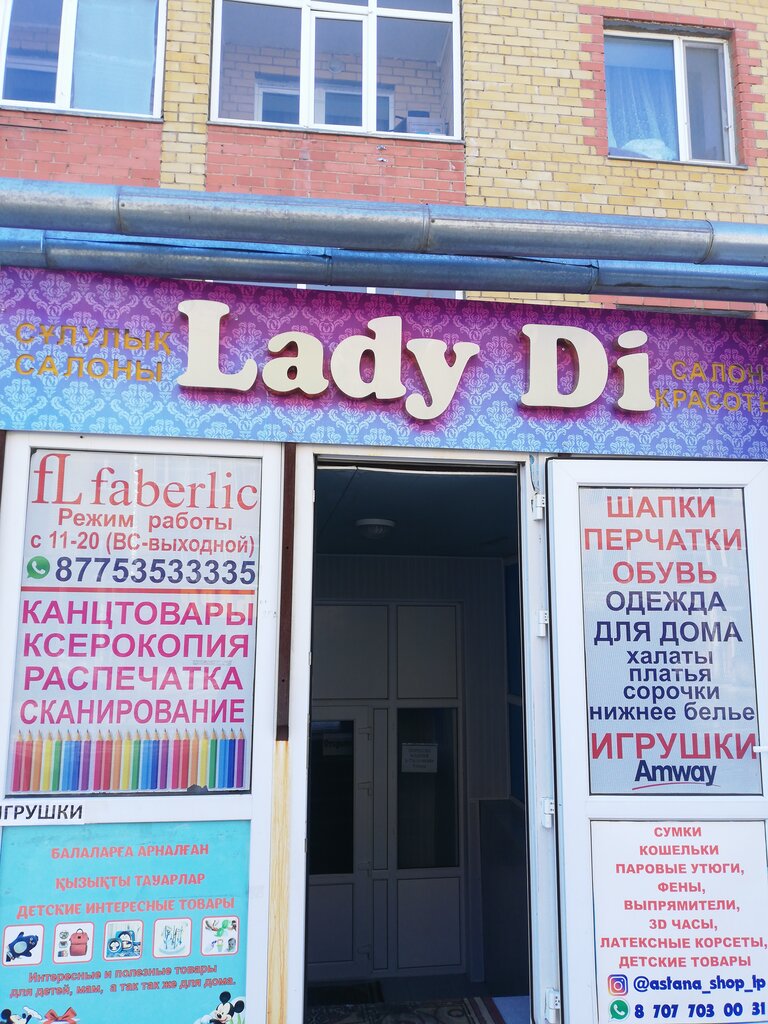 СҰЛУЛЫҚ
САЛОНЫ
Lady Di
САЛОН
КРАСОТЫ
fL faberlic
Режим работы
с 11-20 (ВС-выходной)
87753533335
КАНЦТОВАРЫ
КСЕРОКОПИЯ
РАСПЕЧАТКА
СКАНИРОВАНИЕ
ИГРУШКИ
БАЛАЛАРҒА АРНАЛҒАН
ҚЫЗЫҚТЫ ТАУАРЛАР
ДЕТСКИЕ ИНТЕРЕСНЫЕ ТОВАРЫ
Интересные и полезные товары
для детей, мам, а так так же для дома.
ШАПКИ
ПЕРЧАТКИ
ОБУВЬ
ОДЕЖДА
ДЛЯ ДОМА
халаты
платья
сорочки
нижнее белье
ИГРУШКИ
Amway
СУМКИ
КОШЕЛЬКИ
ПАРОВЫЕ УТЮГИ,
ФЕНЫ,
ВЫПРЯМИТЕЛИ,
3D ЧАСЫ,
ЛАТЕКСНЫЕ КОРСЕТЫ,
ДЕТСКИЕ ТОВАРЫ
@astana_shop_lp
8 707 703 00 31